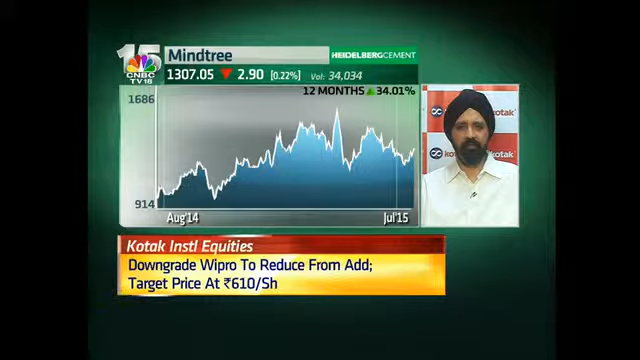 15
CNBC
TV18
Mindtree
HEIDELBERGCEMENT
1307.05 ▼ 2.90 [0.22%] Vol: 34,034
12 MONTHS ▲ 34.01%
1686
914
Aug'14
Jul'15
kotak
kotak
Kotak Instl Equities
Downgrade Wipro To Reduce From Add;
Target Price At ₹610/Sh